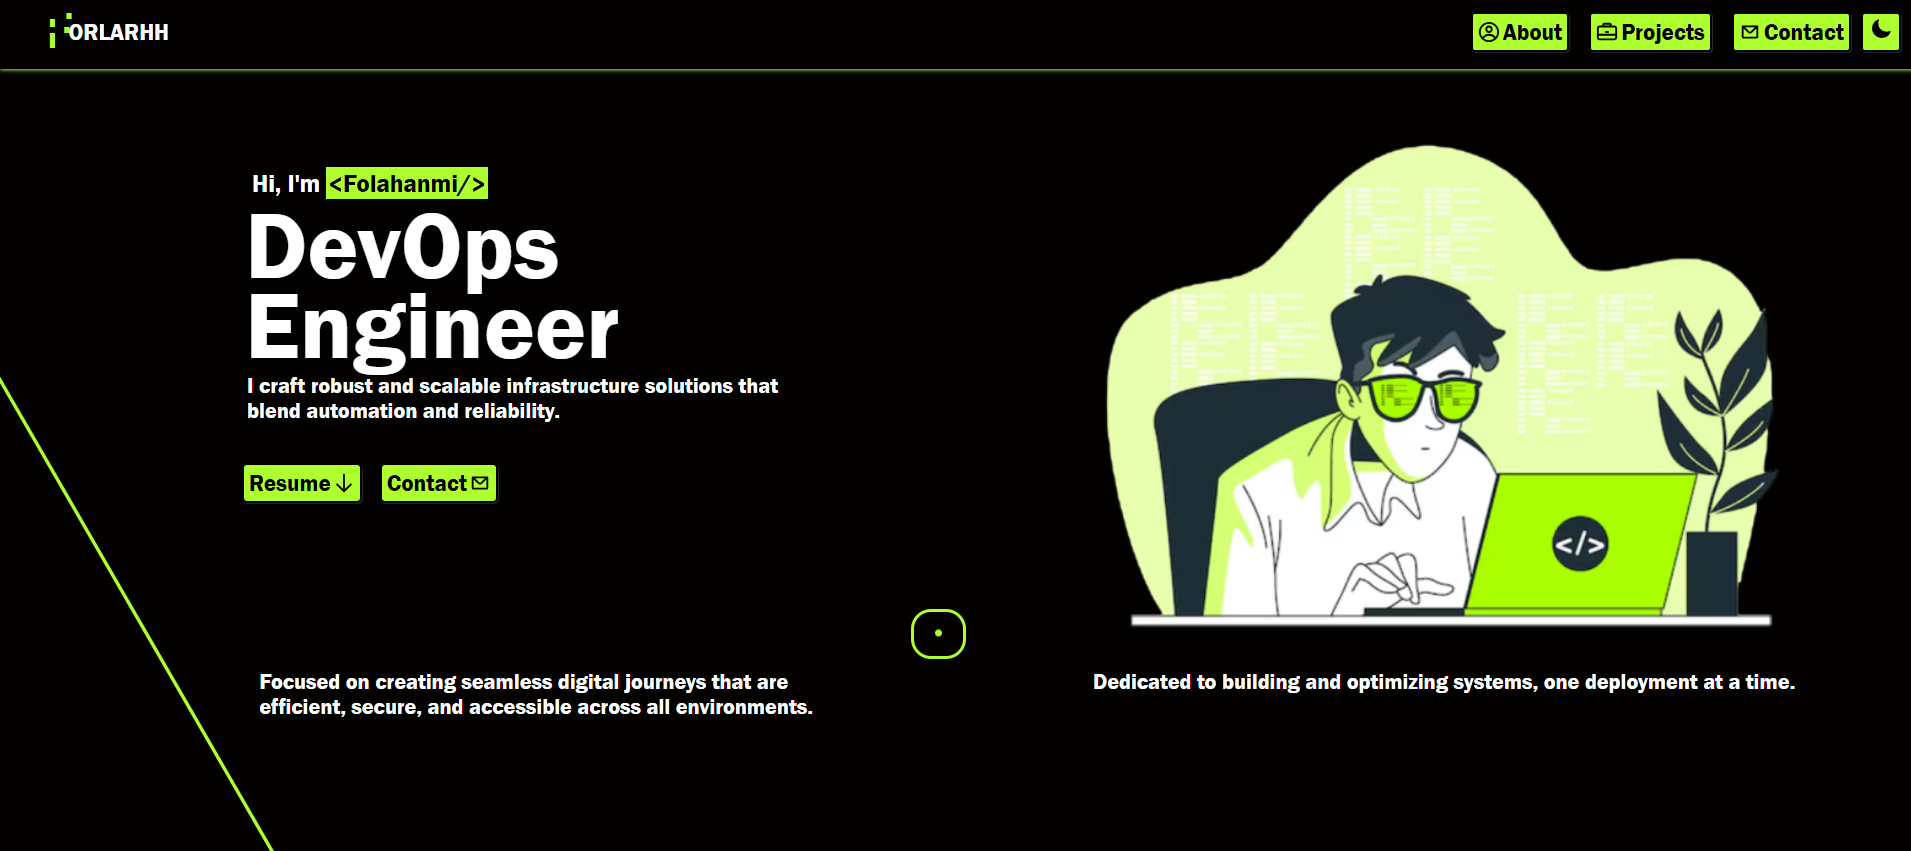 ORLARHH
About
Projects
Contact
Hi, I'm <Folahanmi/>
DevOps
Engineer
I craft robust and scalable infrastructure solutions that
blend automation and reliability.
Resume
Contact
</>
Focused on creating seamless digital journeys that are
efficient, secure, and accessible across all environments.
Dedicated to building and optimizing systems, one deployment at a time.